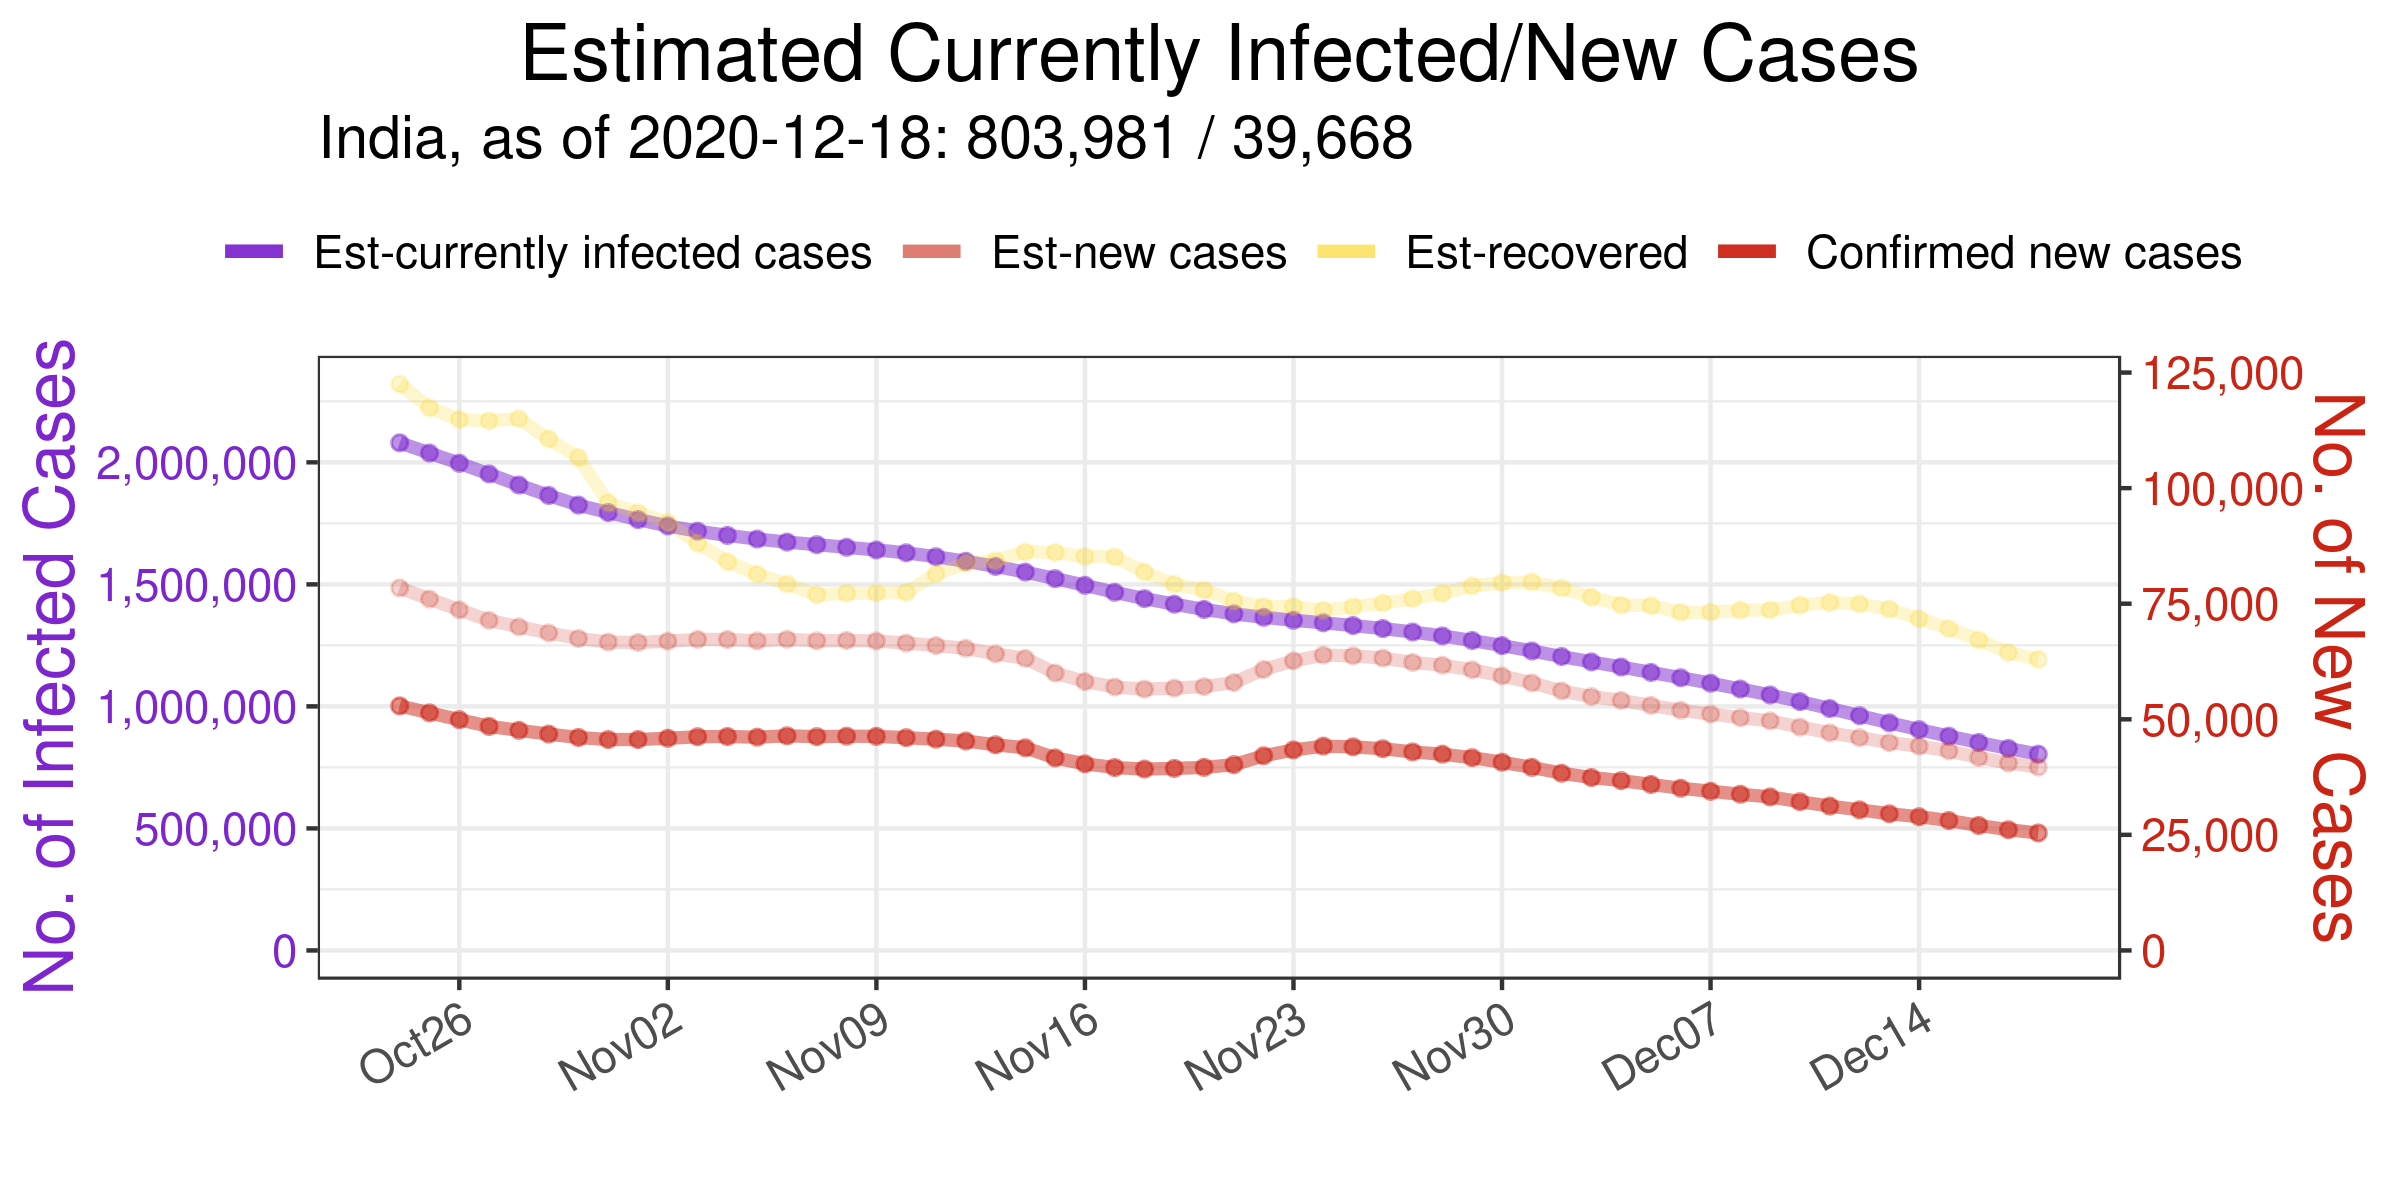 Estimated Currently Infected/New Cases
India, as of 2020-12-18: 803,981 / 39,668
Est-currently infected cases Est-new cases Est-recovered Confirmed new cases
No. of Infected Cases
2,000,000
1,500,000
1,000,000
500,000
0
125,000
100,000
75,000
50,000
25,000
0
No. of New Cases
Oct26 Nov02 Nov09 Nov16 Nov23 Nov30 Dec07 Dec14